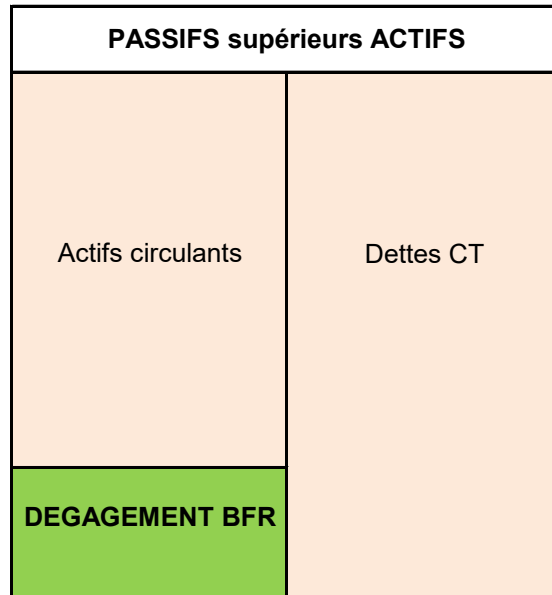 PASSIFS supérieurs ACTIFS
Actifs circulants
Dettes CT
DEGAGEMENT BFR